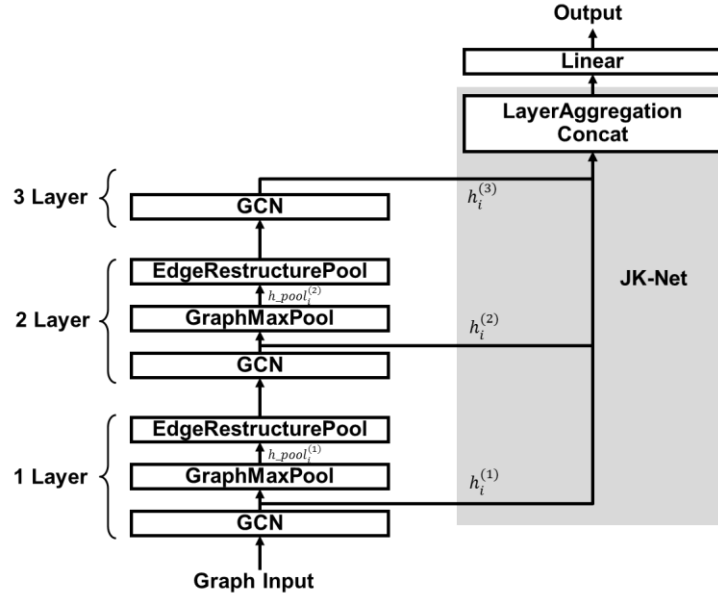 Output
Linear
LayerAggregation
Concat
3 Layer
GCN
h_i^{(3)}
EdgeRestructurePool
JK-Net
h_pool_i^{(2)}
2 Layer
GraphMaxPool
h_i^{(2)}
GCN
EdgeRestructurePool
h_pool_i^{(1)}
1 Layer
GraphMaxPool
h_i^{(1)}
GCN
Graph Input